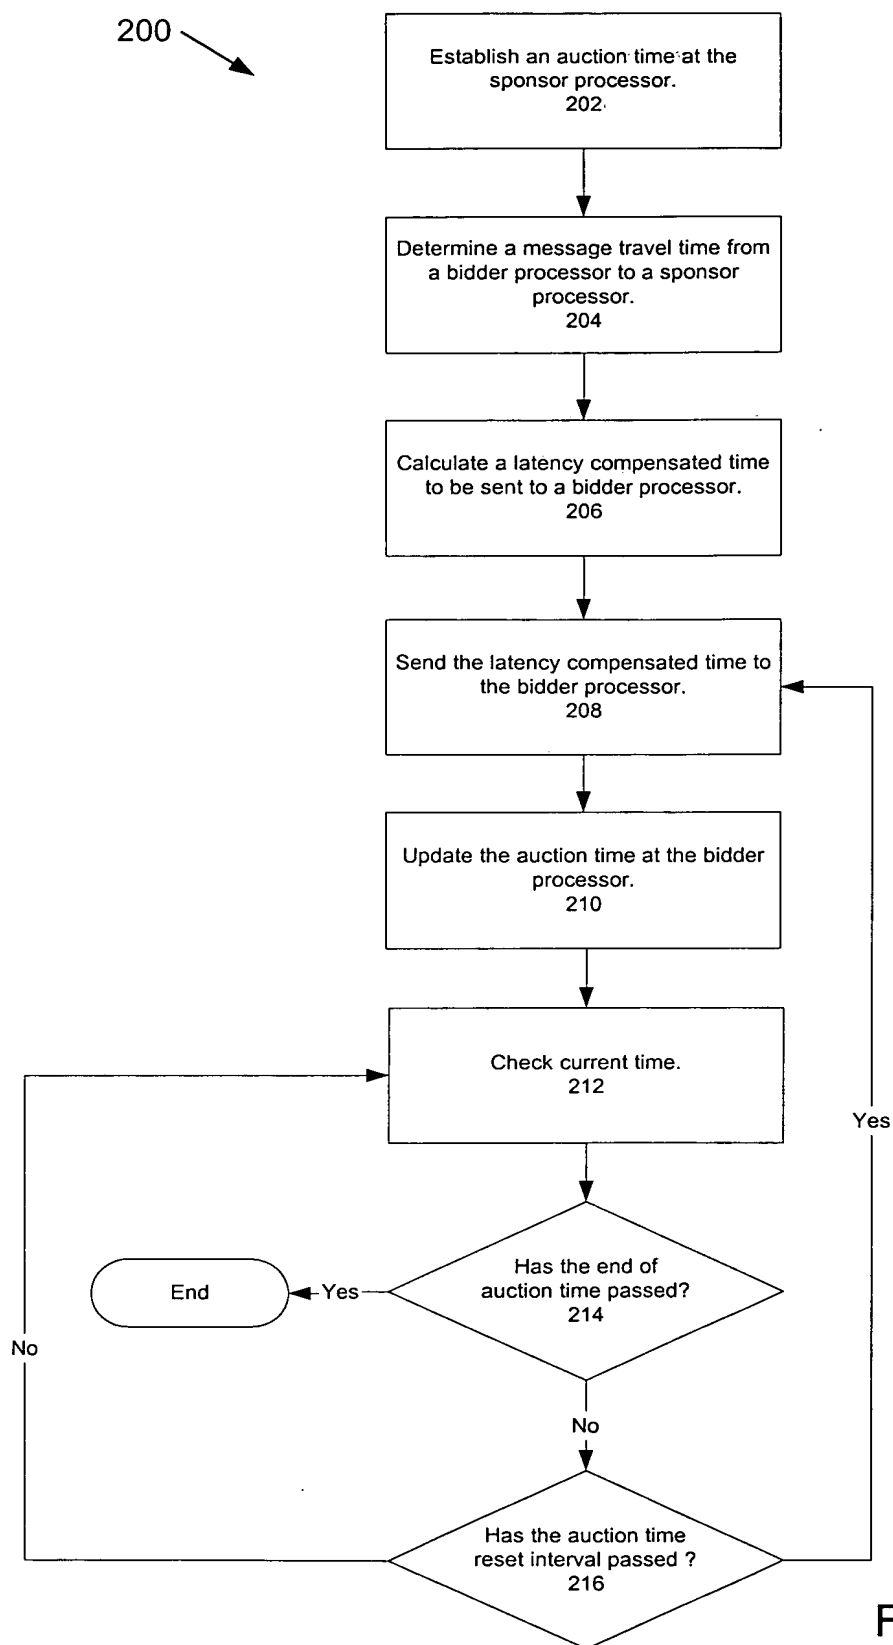 200
Establish an auction time at the
sponsor processor.
202
Determine a message travel time from
a bidder processor to a sponsor
processor.
204
Calculate a latency compensated time
to be sent to a bidder processor.
206
Send the latency compensated time to
the bidder processor.
208
Update the auction time at the bidder
processor.
210
Check current time.
212
Yes
Has the end of
auction time passed?
214
Yes
End
No
No
Has the auction time
reset interval passed ?
216
F